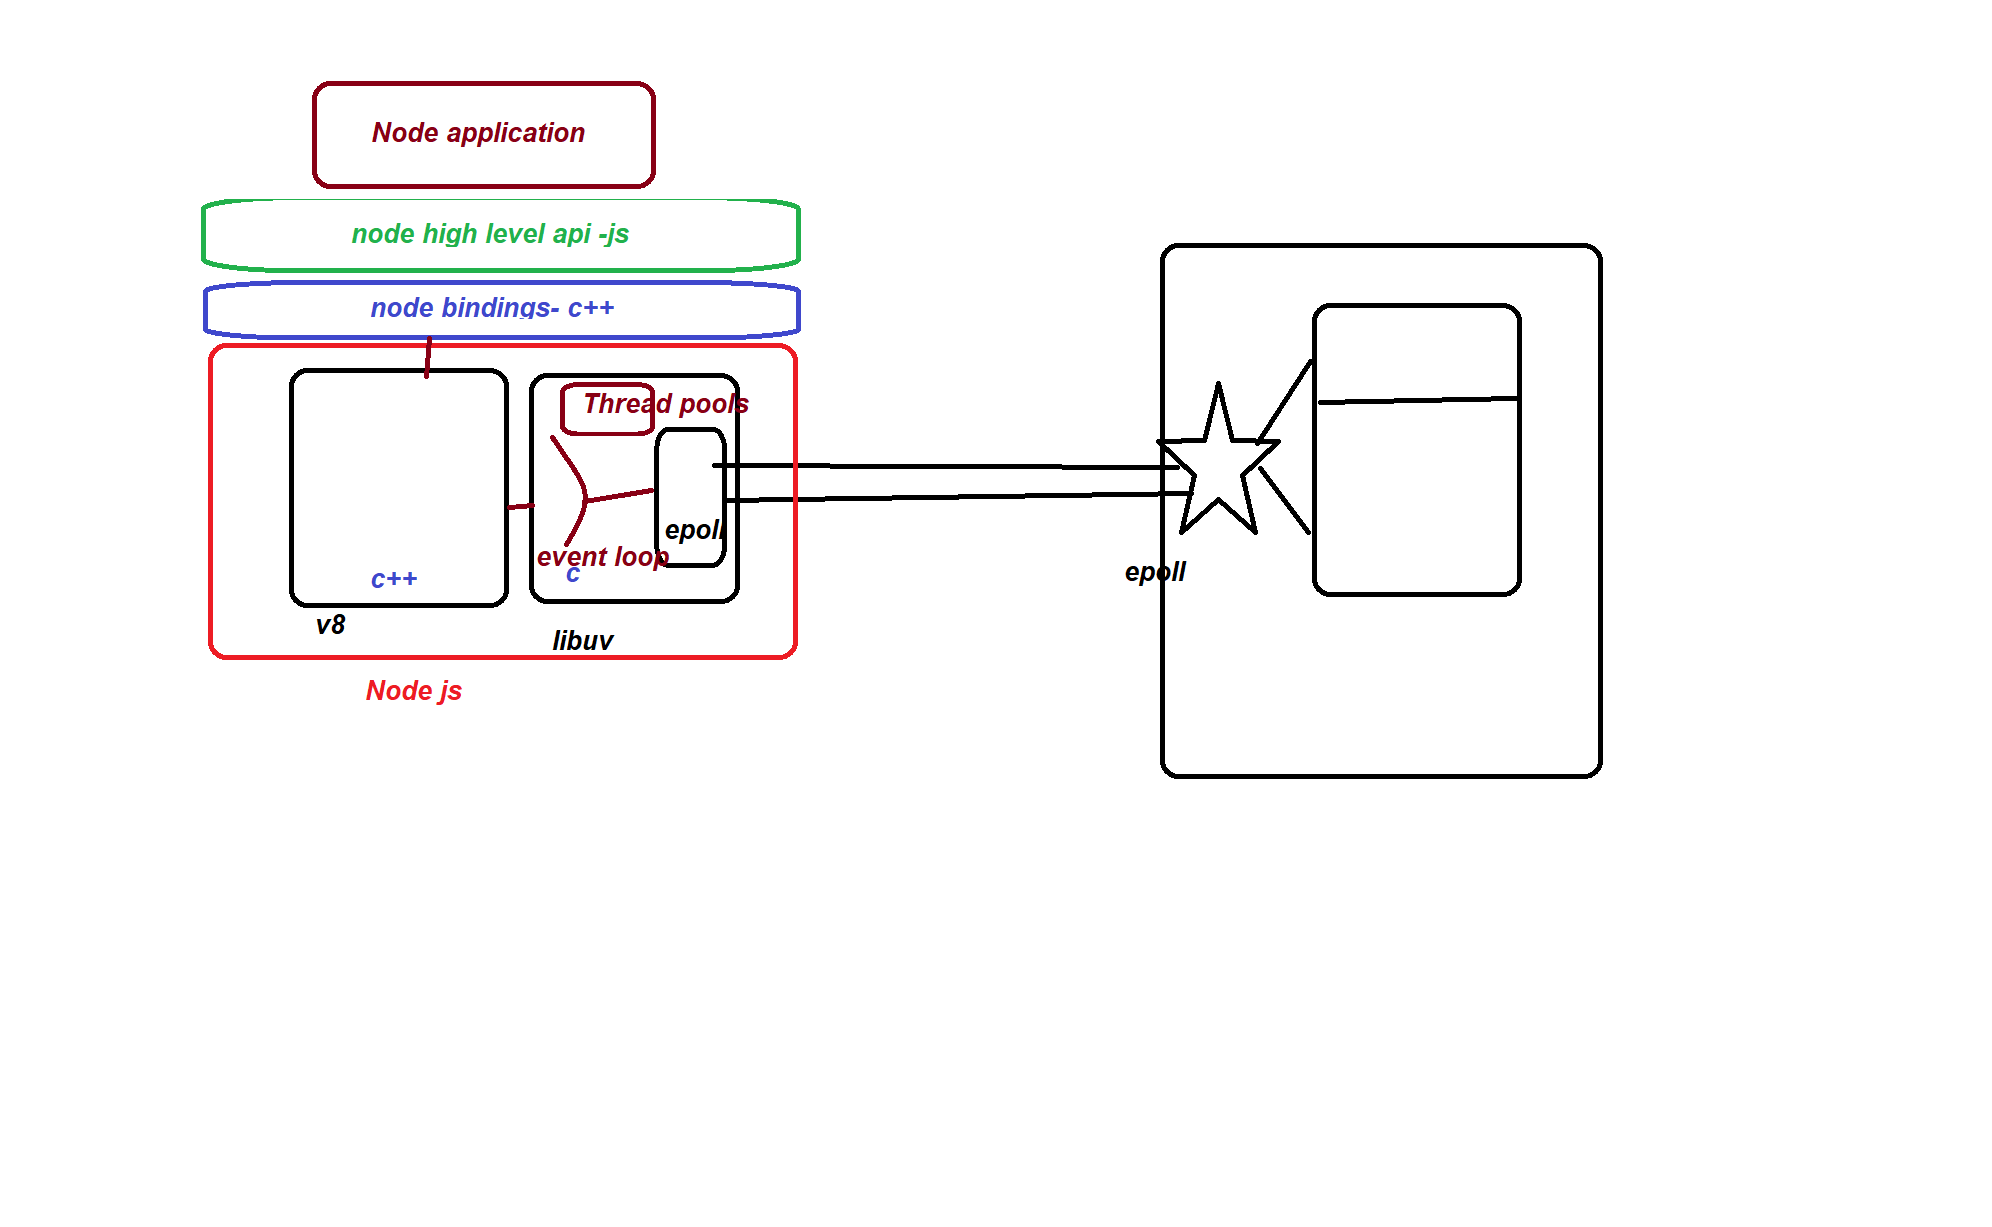 Node application
node high level api -js
node bindings- c++
Thread pools
epoll
event loop
c
c++
v8
libuv
Node js
epoll